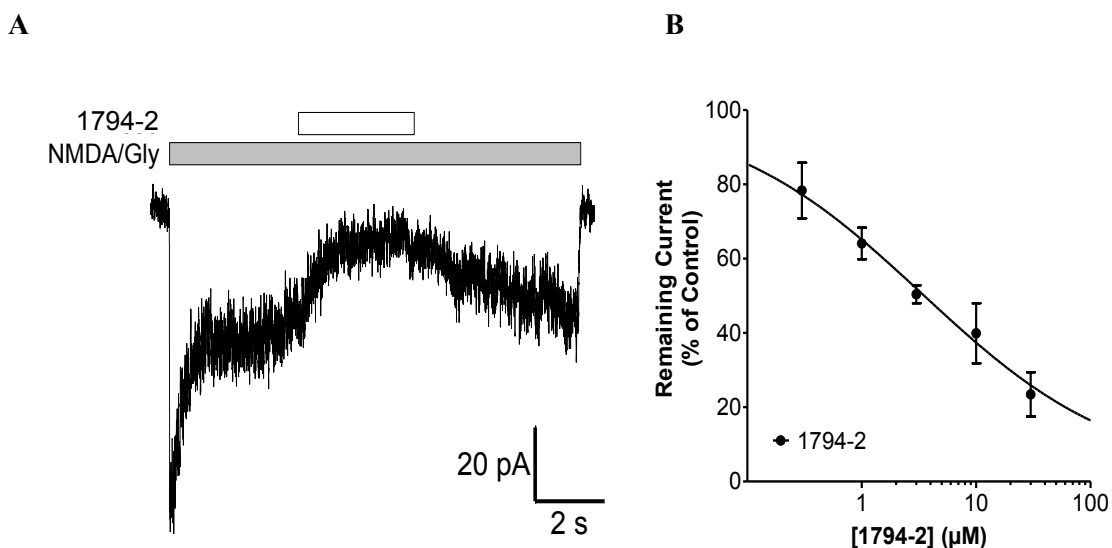 A
B
1794-2
NMDA/Gly
20 pA
2 s
Remaining Current
(% of Control)
100
80
60
40
20
0
1794-2
1
10
100
[1794-2] (µM)